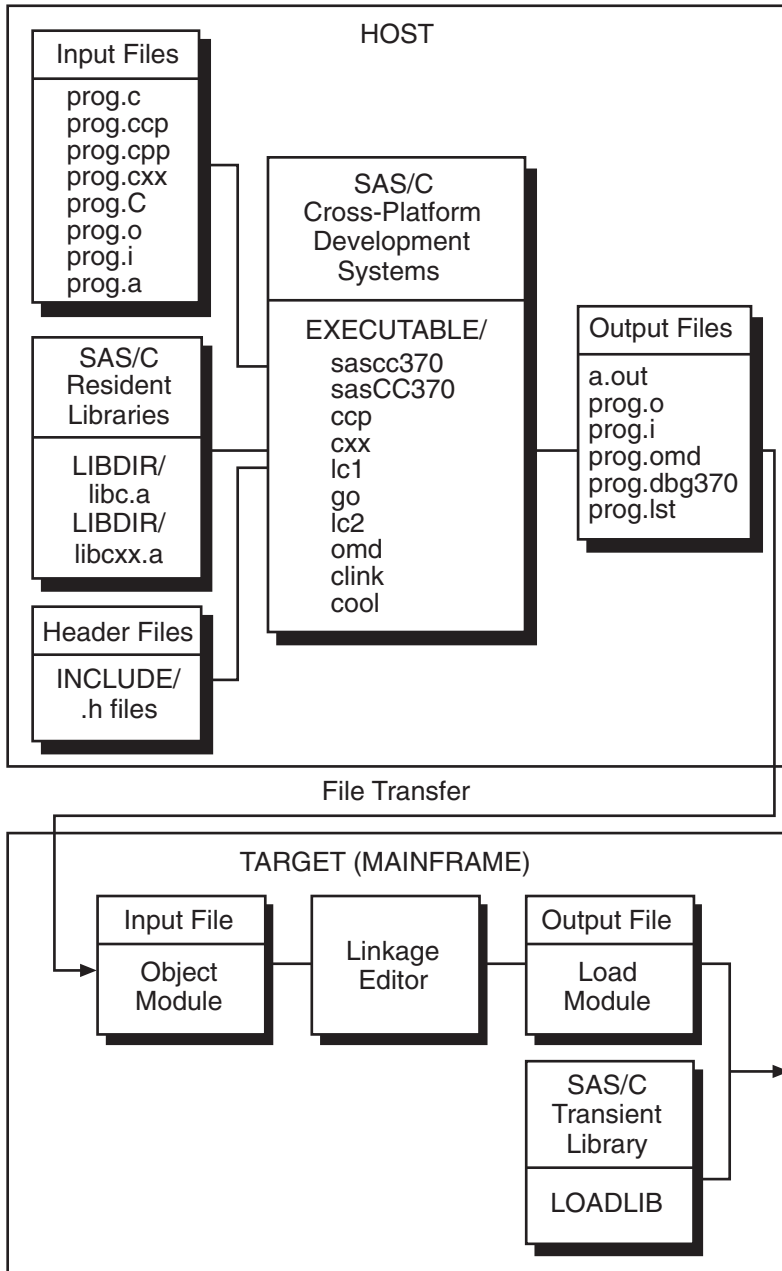 HOST
Input Files
prog.c
prog.ccp
prog.cpp
prog.cxx
prog.C
prog.o
prog.i
prog.a
SAS/C
Resident
Libraries
LIBDIR/
libc.a
LIBDIR/
libcxx.a
Header Files
INCLUDE/
.h files
SAS/C
Cross-Platform
Development
Systems
EXECUTABLE/
sascc370
sasCC370
ccp
cxx
lc1
go
lc2
omd
clink
cool
Output Files
a.out
prog.o
prog.i
prog.omd
prog.dbg370
prog.lst
File Transfer
TARGET (MAINFRAME)
Input File
Object
Module
Linkage
Editor
Output File
Load
Module
SAS/C
Transient
Library
LOADLIB